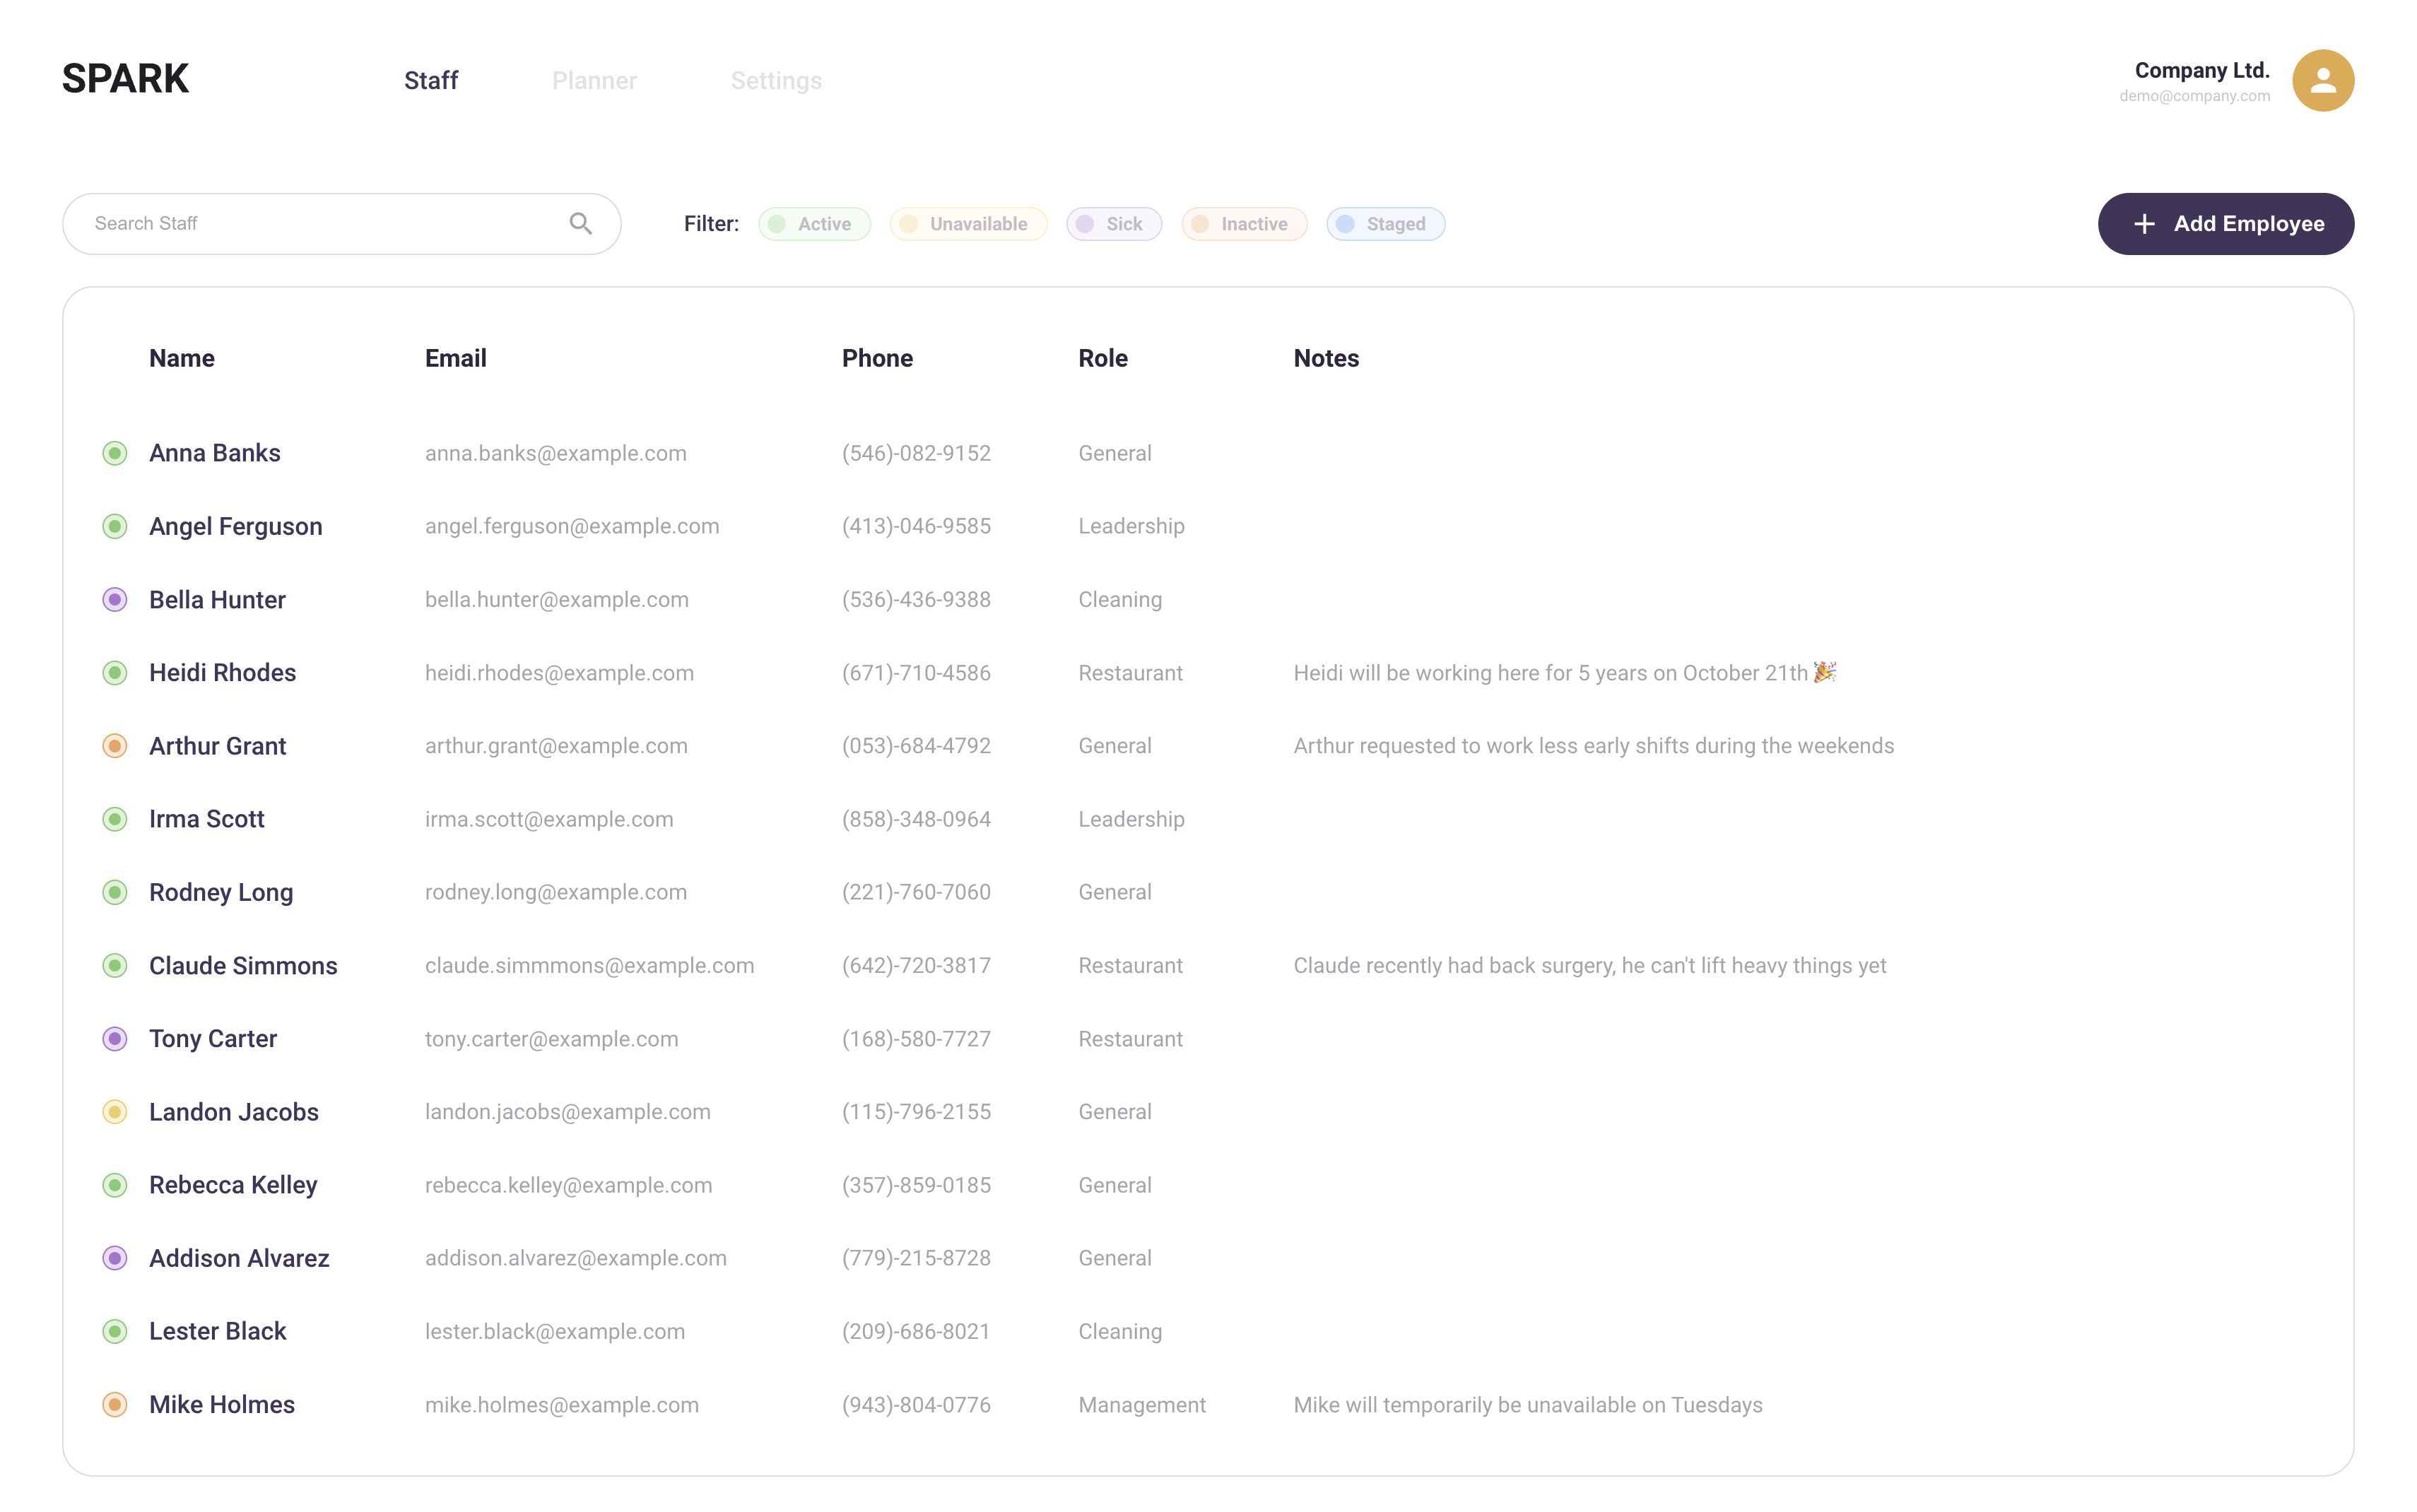 SPARK Staff Planner Settings Company Ltd.
demo@company.com
Search Staff Filter: Active Unavailable Sick Inactive Staged Add Employee
Name Email Phone Role Notes
Anna Banks anna.banks@example.com (546)-082-9152 General
Angel Ferguson angel.ferguson@example.com (413)-046-9585 Leadership
Bella Hunter bella.hunter@example.com (536)-436-9388 Cleaning
Heidi Rhodes heidi.rhodes@example.com (671)-710-4586 Restaurant Heidi will be working here for 5 years on October 21th 🎉
Arthur Grant arthur.grant@example.com (053)-684-4792 General Arthur requested to work less early shifts during the weekends
Irma Scott irma.scott@example.com (858)-348-0964 Leadership
Rodney Long rodney.long@example.com (221)-760-7060 General
Claude Simmons claude.simmmons@example.com (642)-720-3817 Restaurant Claude recently had back surgery, he can't lift heavy things yet
Tony Carter tony.carter@example.com (168)-580-7727 Restaurant
Landon Jacobs landon.jacobs@example.com (115)-796-2155 General
Rebecca Kelley rebecca.kelley@example.com (357)-859-0185 General
Addison Alvarez addison.alvarez@example.com (779)-215-8728 General
Lester Black lester.black@example.com (209)-686-8021 Cleaning
Mike Holmes mike.holmes@example.com (943)-804-0776 Management Mike will temporarily be unavailable on Tuesdays